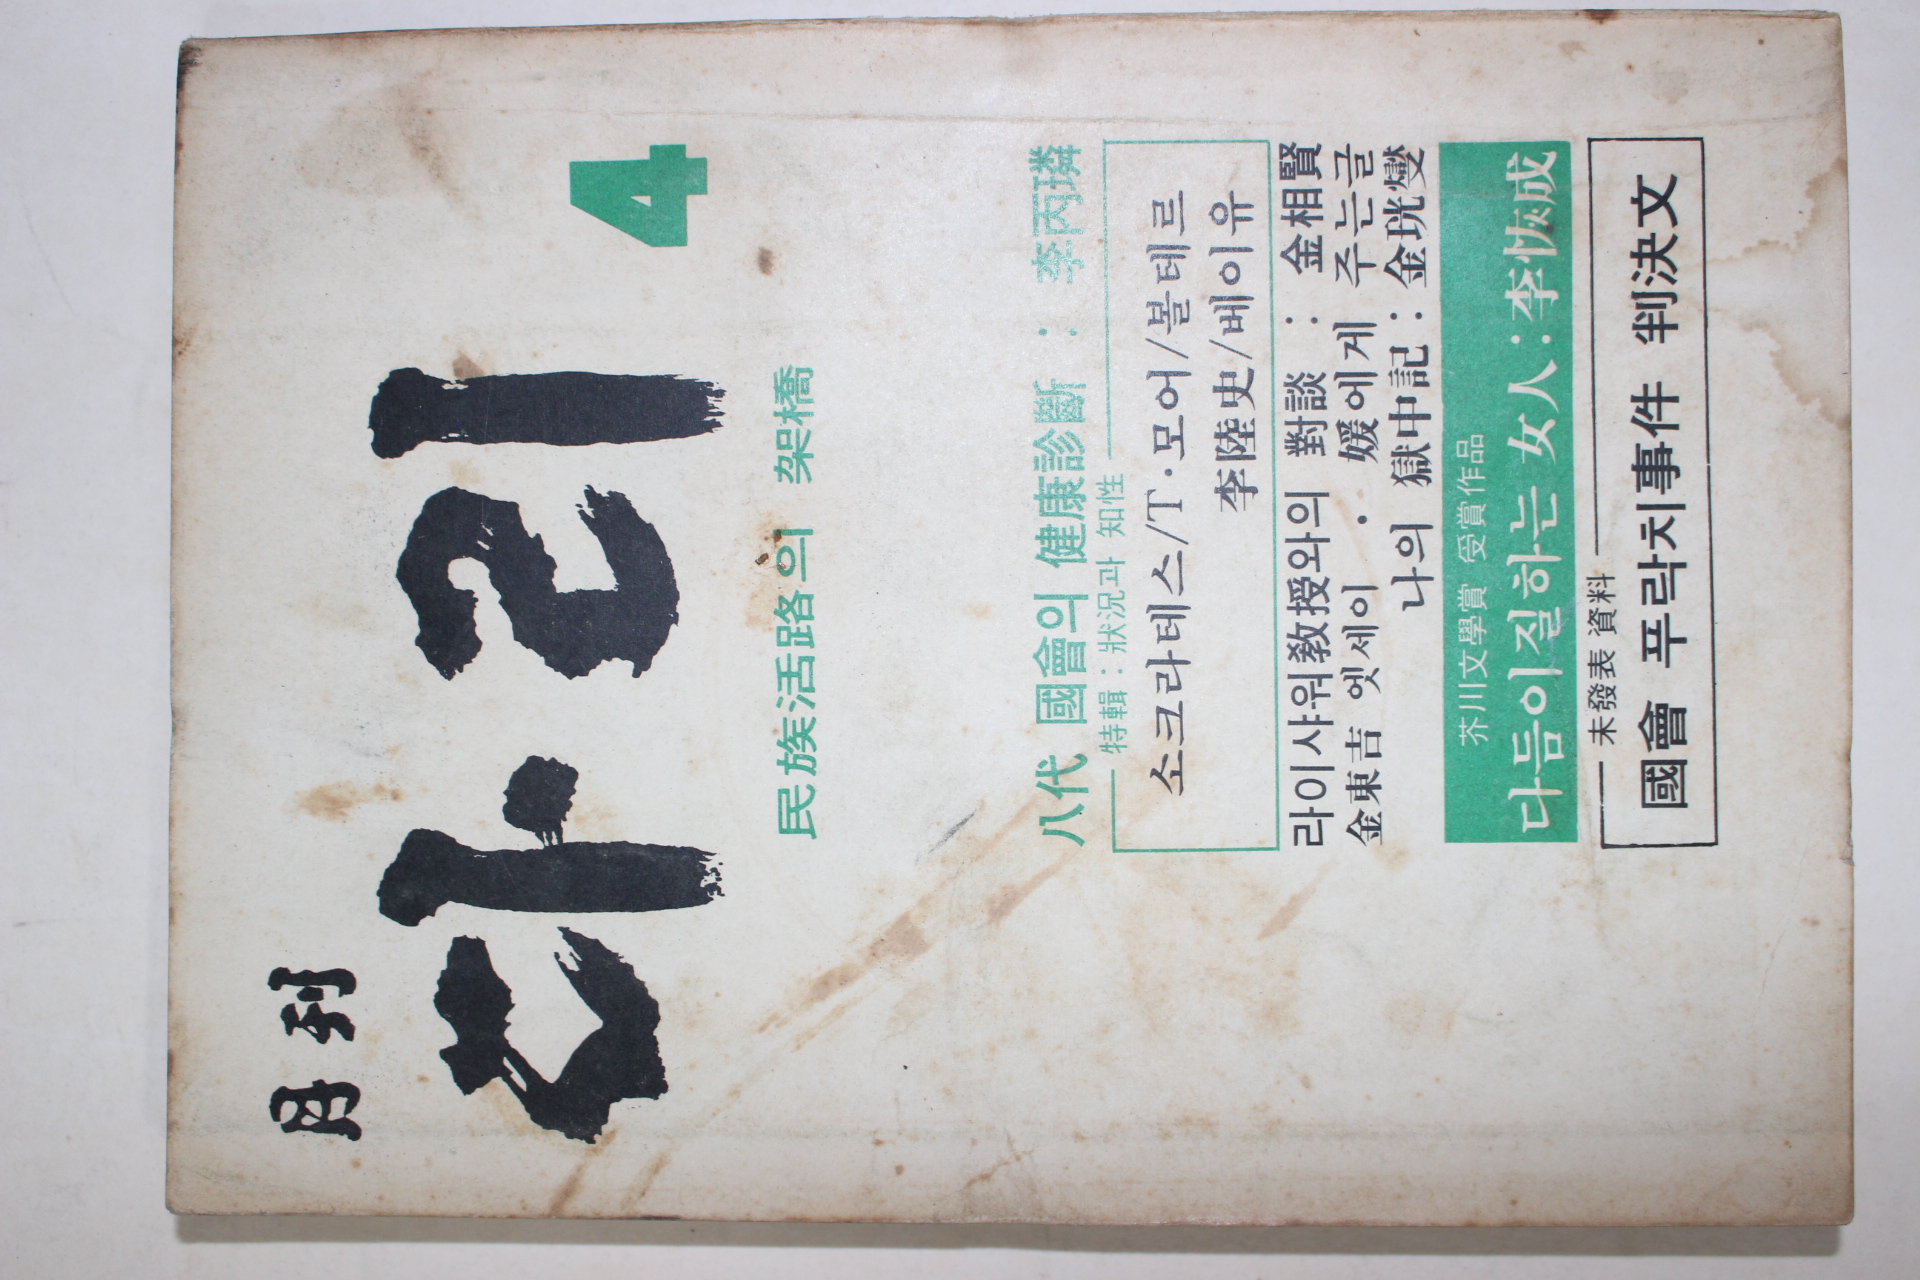 月刊
다리
4
民族活路의 架橋
八代 國會의 健康診斷 : 李丙璘
特輯:狀況과 知性
소크라테스/T·모어/볼테르
李陸史/베이유
라이샤워敎授와의 對談 : 金相賢
金東吉 엣세이 · 媛에게 주는글
나의 獄中記: 金珖燮
芥川文學賞 受賞作品
다듬이질하는 女人:李恢成
未發表 資料
國會 푸락치事件 判決文